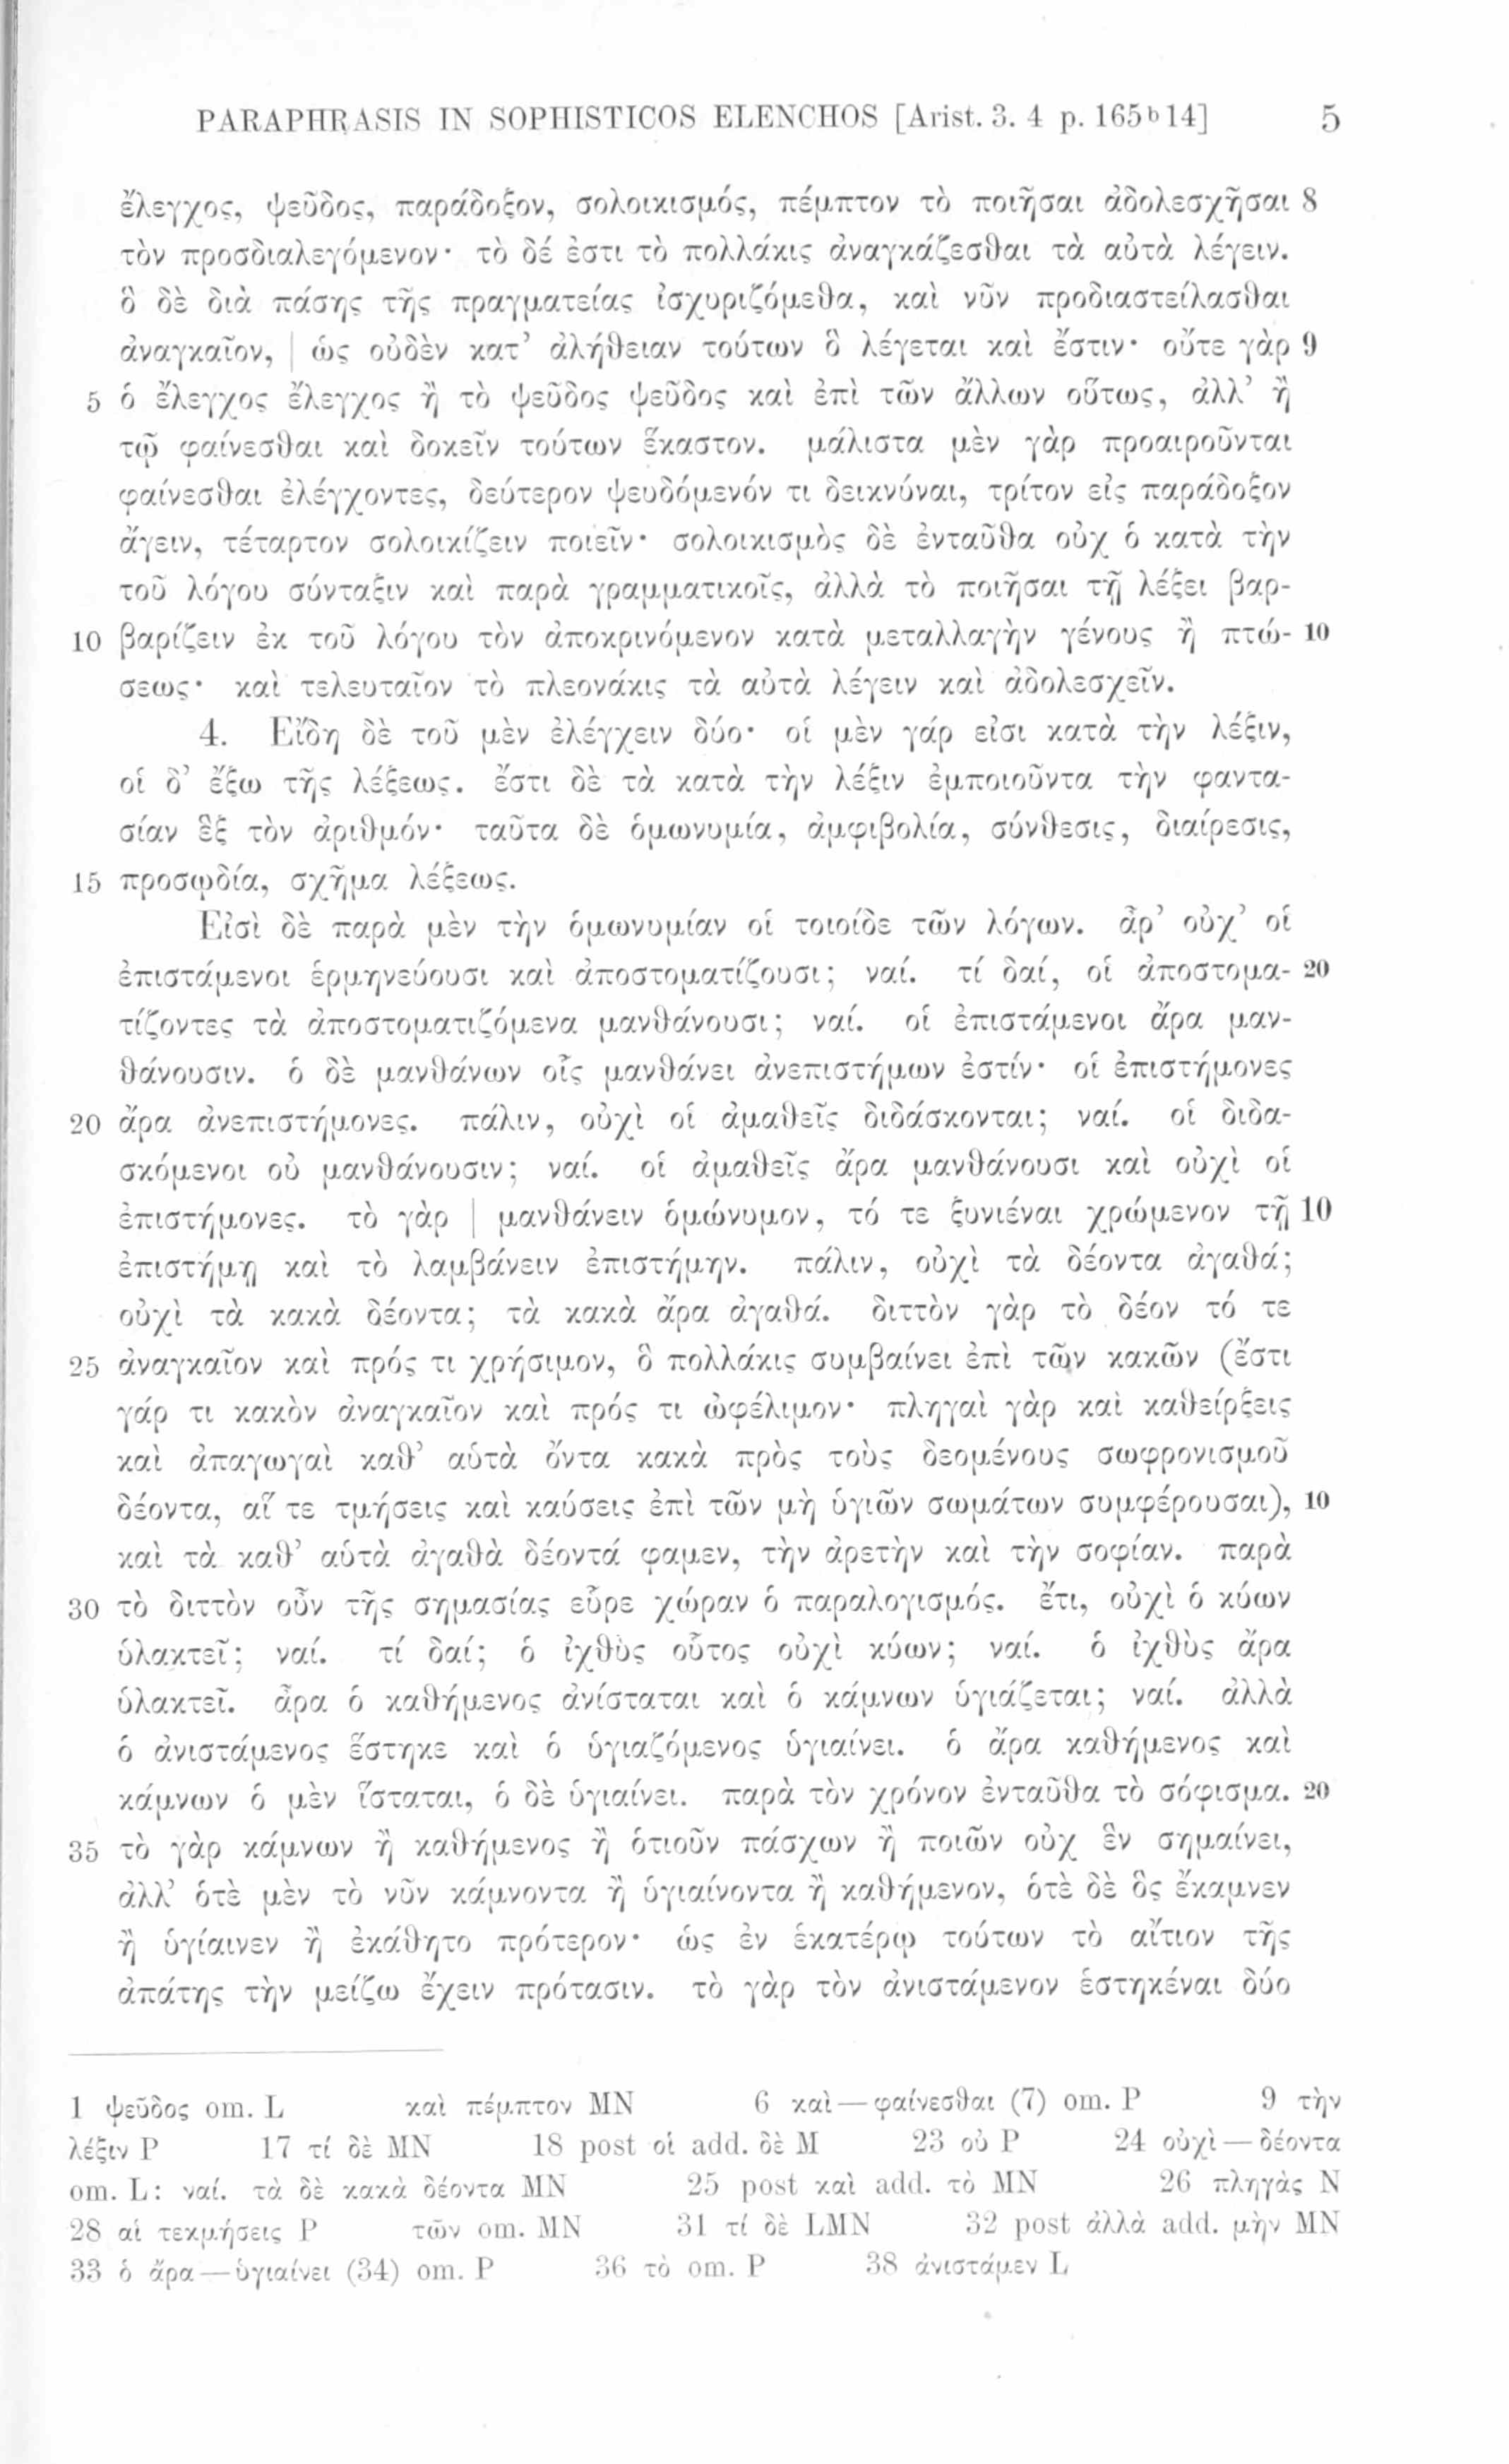 PARAPHRASIS IN SOPHISTICOS ELENCHOS [Arist. 3. 4 p. 165ᵇ14] 5
ἔλεγχος, ψεῦδος, παράδοξον, σολοικισμός, πέμπτον τὸ ποιῆσαι ἀδολεσχῆσαι 8
τὸν προσδιαλεγόμενον· τὸ δέ ἐστι τὸ πολλάκις ἀναγκάζεσθαι τὰ αὐτὰ λέγειν.
ὃ δὲ διὰ πάσης τῆς πραγματείας ἰσχυριζόμεθα, καὶ νῦν προδιαστείλασθαι
ἀναγκαῖον, | ὡς οὐδὲν κατ’ ἀλήθειαν τούτων ὃ λέγεται καὶ ἔστιν· οὔτε γὰρ 9
5 ὁ ἔλεγχος ἔλεγχος ἢ τὸ ψεῦδος ψεῦδος καὶ ἐπὶ τῶν ἄλλων οὕτως, ἀλλ’ ἢ
τῷ φαίνεσθαι καὶ δοκεῖν τούτων ἕκαστον. μάλιστα μὲν γὰρ προαιροῦνται
φαίνεσθαι ἐλέγχοντες, δεύτερον ψευδόμενόν τι δεικνύναι, τρίτον εἰς παράδοξον
ἄγειν, τέταρτον σολοικίζειν ποιεῖν· σολοικισμὸς δὲ ἐνταῦθα οὐχ ὁ κατὰ τὴν
τοῦ λόγου σύνταξιν καὶ παρὰ γραμματικοῖς, ἀλλὰ τὸ ποιῆσαι τῇ λέξει βαρ-
10 βαρίζειν ἐκ τοῦ λόγου τὸν ἀποκρινόμενον κατὰ μεταλλαγὴν γένους ἢ πτώ- 10
σεως· καὶ τελευταῖον τὸ πλεονάκις τὰ αὐτὰ λέγειν καὶ ἀδολεσχεῖν.
4. Εἴδη δὲ τοῦ μὲν ἐλέγχειν δύο· οἱ μὲν γάρ εἰσι κατὰ τὴν λέξιν,
οἱ δ’ ἔξω τῆς λέξεως. ἔστι δὲ τὰ κατὰ τὴν λέξιν ἐμποιοῦντα τὴν φαντα-
σίαν ἓξ τὸν ἀριθμόν· ταῦτα δὲ ὁμωνυμία, ἀμφιβολία, σύνθεσις, διαίρεσις,
15 προσῳδία, σχῆμα λέξεως.
Εἰσὶ δὲ παρὰ μὲν τὴν ὁμωνυμίαν οἱ τοιοίδε τῶν λόγων. ἆρ’ οὐχ’ οἱ
ἐπιστάμενοι ἑρμηνεύουσι καὶ ἀποστοματίζουσι; ναί. τί δαί, οἱ ἀποστομα- 20
τίζοντες τὰ ἀποστοματιζόμενα μανθάνουσι; ναί. οἱ ἐπιστάμενοι ἄρα μαν-
θάνουσιν. ὁ δὲ μανθάνων οἷς μανθάνει ἀνεπιστήμων ἐστίν· οἱ ἐπιστήμονες
20 ἄρα ἀνεπιστήμονες. πάλιν, οὐχὶ οἱ ἀμαθεῖς διδάσκονται; ναί. οἱ διδα-
σκόμενοι οὐ μανθάνουσιν; ναί. οἱ ἀμαθεῖς ἄρα μανθάνουσι καὶ οὐχὶ οἱ
ἐπιστήμονες. τὸ γὰρ | μανθάνειν ὁμώνυμον, τό τε ξυνιέναι χρώμενον τῇ 10
ἐπιστήμῃ καὶ τὸ λαμβάνειν ἐπιστήμην. πάλιν, οὐχὶ τὰ δέοντα ἀγαθά;
οὐχὶ τὰ κακὰ δέοντα; τὰ κακὰ ἄρα ἀγαθά. διττὸν γὰρ τὸ δέον τό τε
25 ἀναγκαῖον καὶ πρός τι χρήσιμον, ὃ πολλάκις συμβαίνει ἐπὶ τῶν κακῶν (ἔστι
γάρ τι κακὸν ἀναγκαῖον καὶ πρός τι ὠφέλιμον· πληγαὶ γὰρ καὶ καθείρξεις
καὶ ἀπαγωγαὶ καθ’ αὑτὰ ὄντα κακὰ πρὸς τοὺς δεομένους σωφρονισμοῦ
δέοντα, αἵ τε τμήσεις καὶ καύσεις ἐπὶ τῶν μὴ ὑγιῶν σωμάτων συμφέρουσαι), 10
καὶ τὰ καθ’ αὑτὰ ἀγαθὰ δέοντά φαμεν, τὴν ἀρετὴν καὶ τὴν σοφίαν. παρὰ
30 τὸ διττὸν οὖν τῆς σημασίας εὗρε χώραν ὁ παραλογισμός. ἔτι, οὐχὶ ὁ κύων
ὑλακτεῖ; ναί. τί δαί; ὁ ἰχθὺς οὗτος οὐχὶ κύων; ναί. ὁ ἰχθὺς ἄρα
ὑλακτεῖ. ἆρα ὁ καθήμενος ἀνίσταται καὶ ὁ κάμνων ὑγιάζεται; ναί. ἀλλὰ
ὁ ἀνιστάμενος ἕστηκε καὶ ὁ ὑγιαζόμενος ὑγιαίνει. ὁ ἄρα καθήμενος καὶ
κάμνων ὁ μὲν ἵσταται, ὁ δὲ ὑγιαίνει. παρὰ τὸν χρόνον ἐνταῦθα τὸ σόφισμα. 20
35 τὸ γὰρ κάμνων ἢ καθήμενος ἢ ὁτιοῦν πάσχων ἢ ποιῶν οὐχ ἓν σημαίνει,
ἀλλ’ ὁτὲ μὲν τὸ νῦν κάμνοντα ἢ ὑγιαίνοντα ἢ καθήμενον, ὁτὲ δὲ ὃς ἔκαμνεν
ἢ ὑγίαινεν ἢ ἐκάθητο πρότερον· ὡς ἐν ἑκατέρῳ τούτων τὸ αἴτιον τῆς
ἀπάτης τὴν μείζω ἔχειν πρότασιν. τὸ γὰρ τὸν ἀνιστάμενον ἑστηκέναι δύο
1 ψεῦδος om. L καὶ πέμπτον MN 6 καὶ — φαίνεσθαι (7) om. P 9 τὴν
λέξιν P 17 τί δὲ MN 18 post οἱ add. δὲ M 23 οὐ P 24 οὐχὶ — δέοντα
om. L: ναί. τὰ δὲ κακὰ δέοντα MN 25 post καὶ add. τὸ MN 26 πληγὰς N
28 αἱ τεκμήσεις P τῶν om. MN 31 τί δὲ LMN 32 post ἀλλὰ add. μὴν MN
33 ὁ ἄρα — ὑγιαίνει (34) om. P 36 τὸ om. P 38 ἀνιστάμεν L